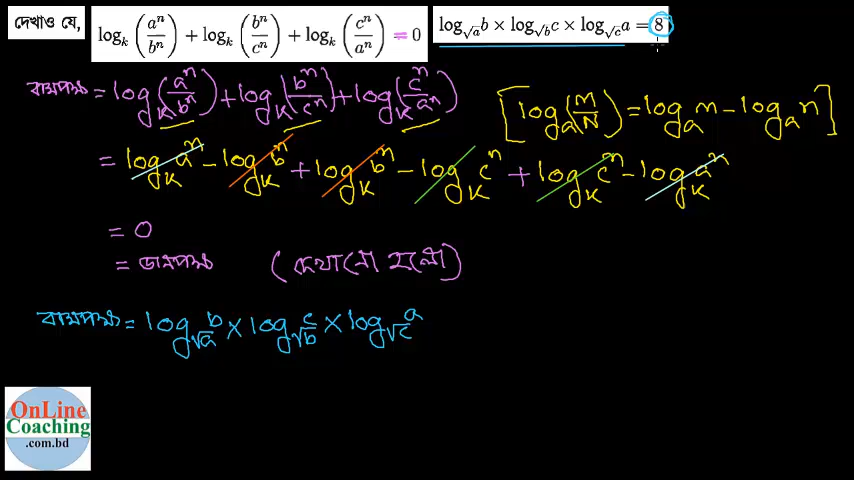 দেখাও যে, log_k (a^n/b^n) + log_k (b^n/c^n) + log_k (c^n/a^n) = 0 log_√a b × log_√b c × log_√c a = 8
বামপক্ষ = log_k (a^n/b^n) + log_k (b^n/c^n) + log_k (c^n/a^n)
[log_a (M/N) = log_a m - log_a n]
= log_k a^n - log_k b^n + log_k b^n - log_k c^n + log_k c^n - log_k a^n
= 0
= ডানপক্ষ (দেখানো হলো)
বামপক্ষ = log_√a b × log_√b c × log_√c a
OnLine
Coaching
.com.bd